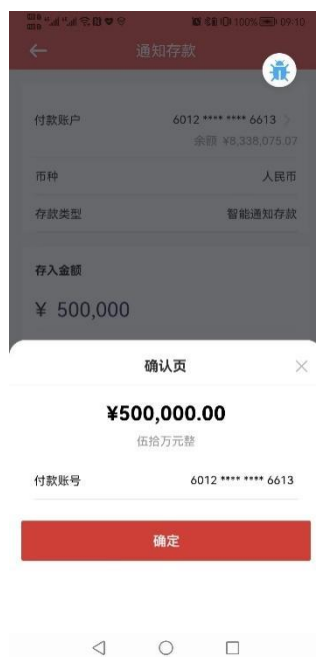 100% 09:10
通知存款
付款账户 6012 **** **** 6613
余额 ¥8,338,075.07
币种 人民币
存款类型 智能通知存款
存入金额
¥ 500,000
确认页
¥500,000.00
伍拾万元整
付款账号 6012 **** **** 6613
确定